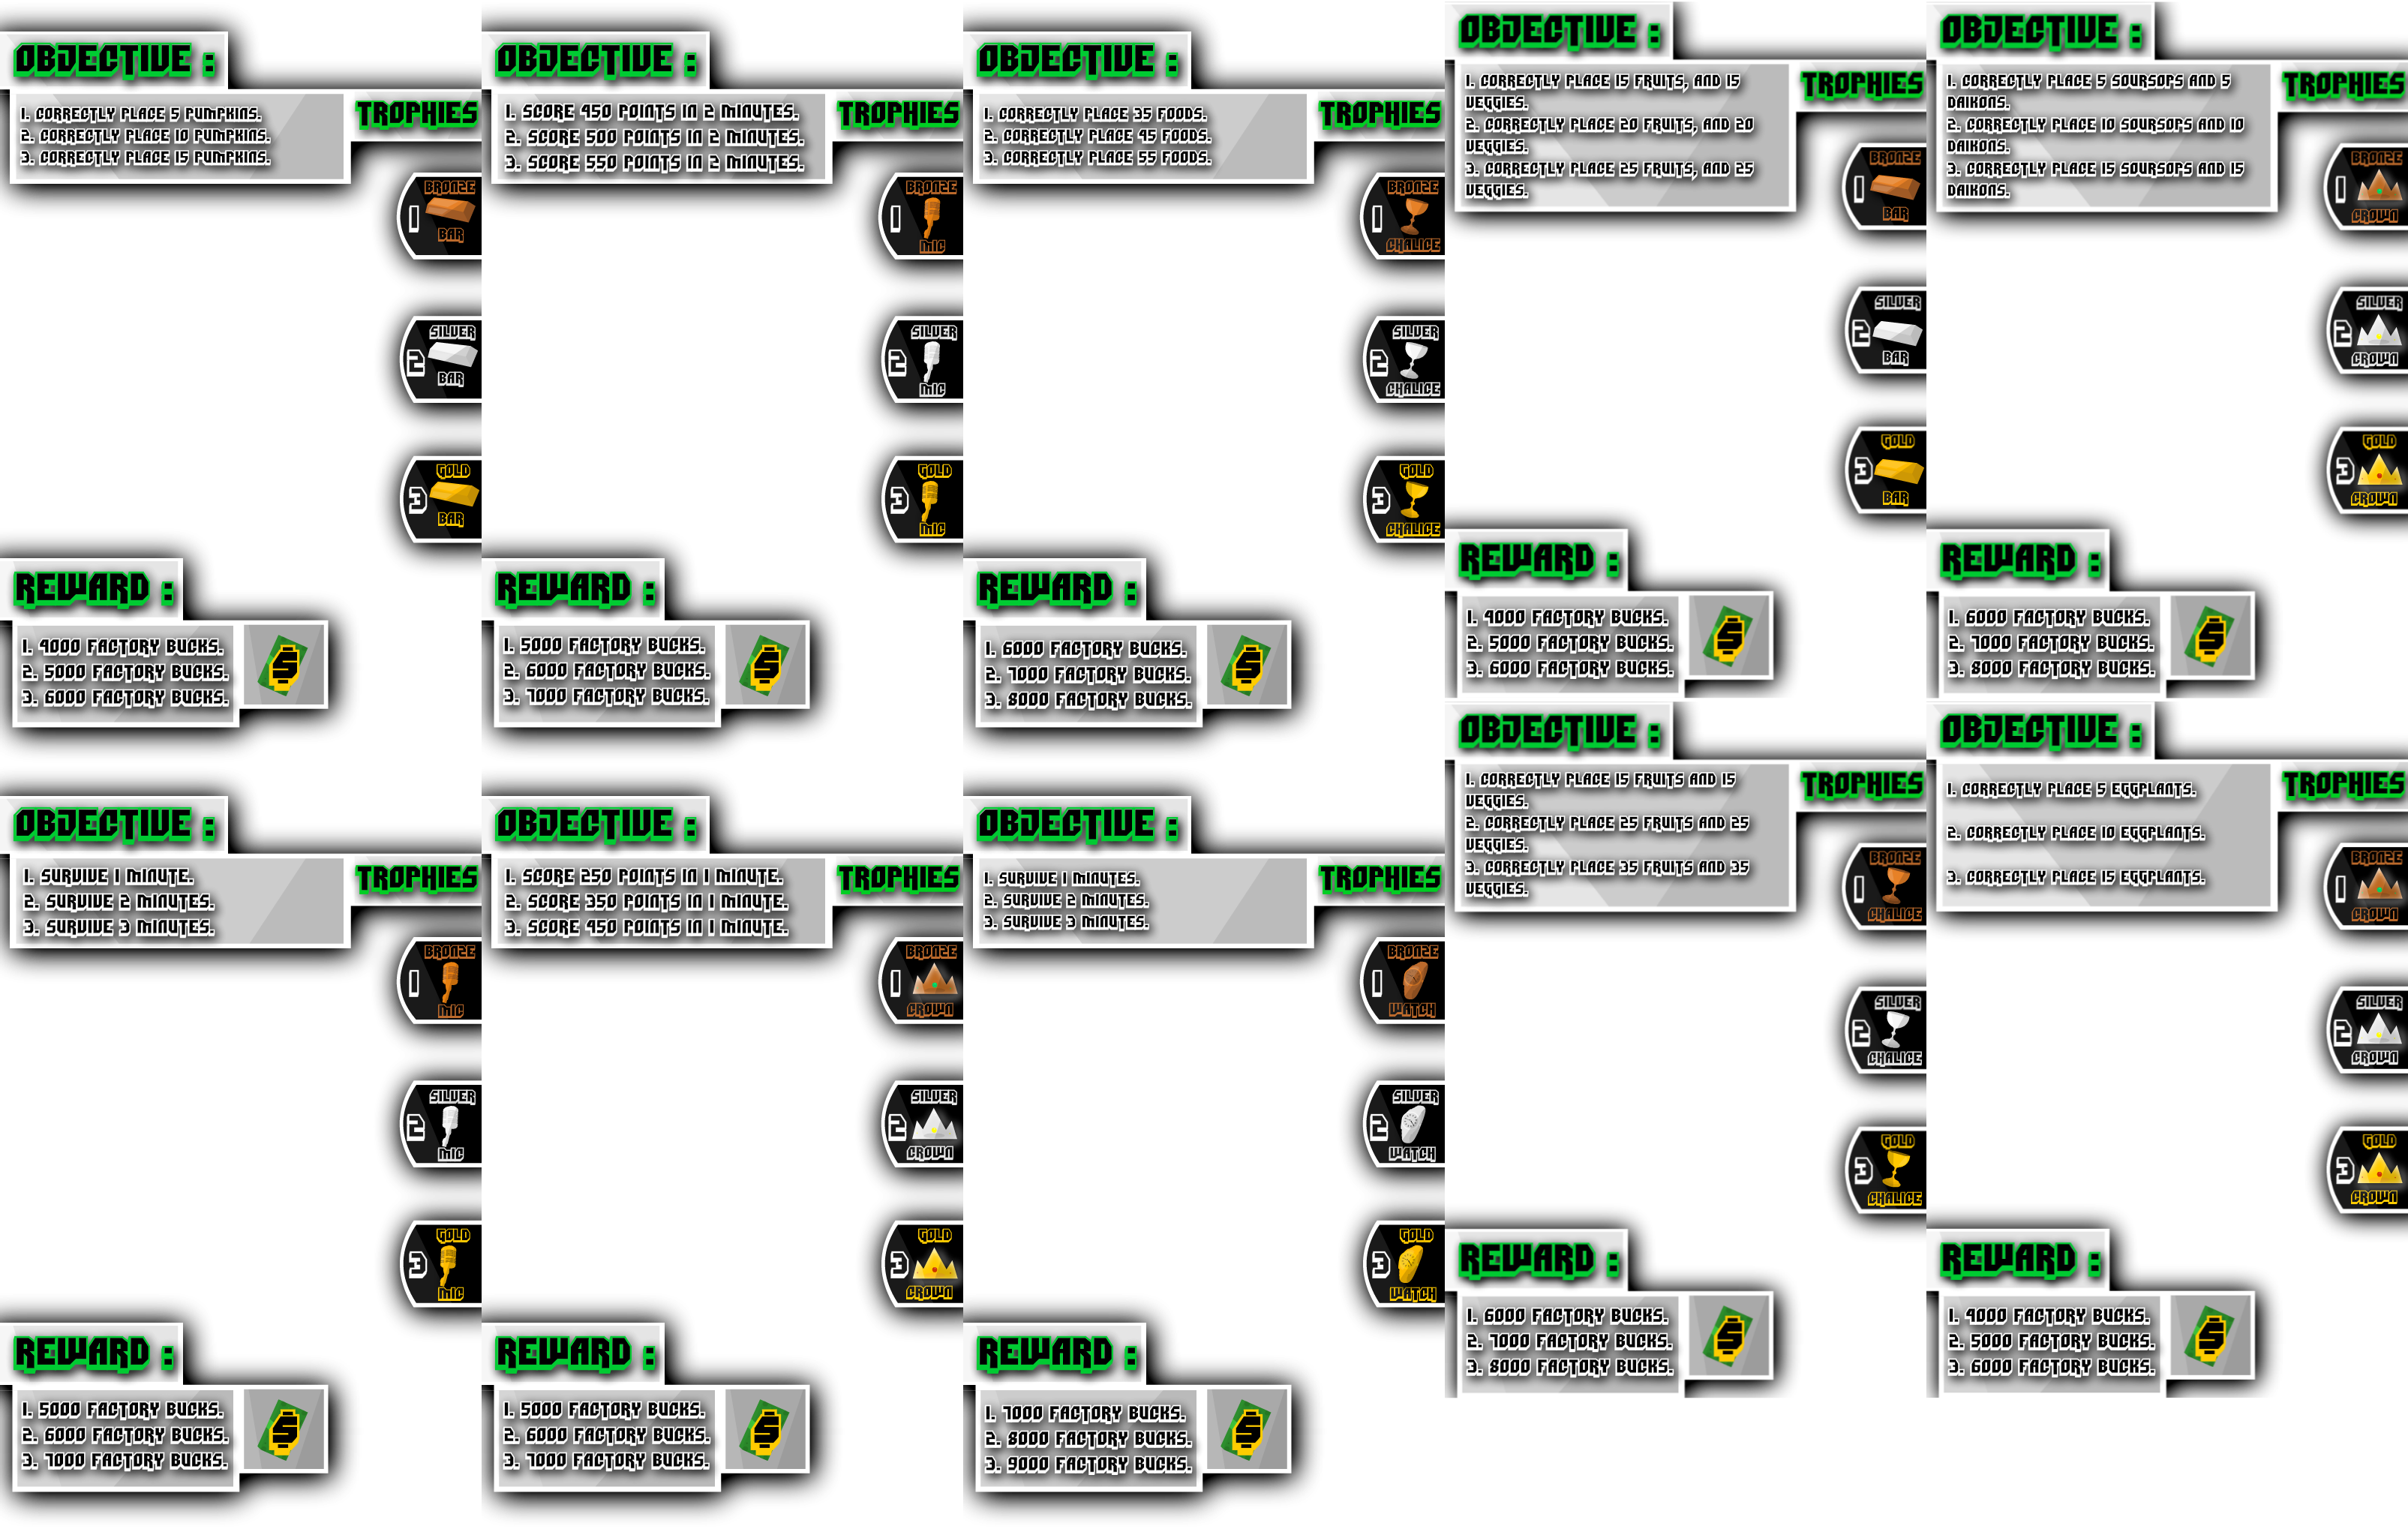 OBJECTIVE :
1. CORRECTLY PLACE 5 PUMPKINS.
2. CORRECTLY PLACE 10 PUMPKINS.
3. CORRECTLY PLACE 15 PUMPKINS.
TROPHIES
BRONZE
1
BAR
SILVER
2
BAR
GOLD
3
BAR
REWARD :
1. 4000 FACTORY BUCKS.
2. 5000 FACTORY BUCKS.
3. 6000 FACTORY BUCKS.
S
OBJECTIVE :
1. SCORE 450 POINTS IN 2 MINUTES.
2. SCORE 500 POINTS IN 2 MINUTES.
3. SCORE 550 POINTS IN 2 MINUTES.
TROPHIES
BRONZE
1
MIC
SILVER
2
MIC
GOLD
3
MIC
REWARD :
1. 5000 FACTORY BUCKS.
2. 6000 FACTORY BUCKS.
3. 7000 FACTORY BUCKS.
S
OBJECTIVE :
1. CORRECTLY PLACE 35 FOODS.
2. CORRECTLY PLACE 45 FOODS.
3. CORRECTLY PLACE 55 FOODS.
TROPHIES
BRONZE
1
CHALICE
SILVER
2
CHALICE
GOLD
3
CHALICE
REWARD :
1. 6000 FACTORY BUCKS.
2. 7000 FACTORY BUCKS.
3. 8000 FACTORY BUCKS.
S
OBJECTIVE :
1. CORRECTLY PLACE 15 FRUITS, AND 15
VEGGIES.
2. CORRECTLY PLACE 20 FRUITS, AND 20
VEGGIES.
3. CORRECTLY PLACE 25 FRUITS, AND 25
VEGGIES.
TROPHIES
BRONZE
1
BAR
SILVER
2
BAR
GOLD
3
BAR
REWARD :
1. 4000 FACTORY BUCKS.
2. 5000 FACTORY BUCKS.
3. 6000 FACTORY BUCKS.
S
OBJECTIVE :
1. CORRECTLY PLACE 5 SOURSOPS AND 5
DAIKONS.
2. CORRECTLY PLACE 10 SOURSOPS AND 10
DAIKONS.
3. CORRECTLY PLACE 15 SOURSOPS AND 15
DAIKONS.
TROPHIES
BRONZE
1
CROWN
SILVER
2
CROWN
GOLD
3
CROWN
REWARD :
1. 6000 FACTORY BUCKS.
2. 7000 FACTORY BUCKS.
3. 8000 FACTORY BUCKS.
S
OBJECTIVE :
1. SURVIVE 1 MINUTE.
2. SURVIVE 2 MINUTES.
3. SURVIVE 3 MINUTES.
TROPHIES
BRONZE
1
MIC
SILVER
2
MIC
GOLD
3
MIC
REWARD :
1. 5000 FACTORY BUCKS.
2. 6000 FACTORY BUCKS.
3. 7000 FACTORY BUCKS.
S
OBJECTIVE :
1. SCORE 250 POINTS IN 1 MINUTE.
2. SCORE 350 POINTS IN 1 MINUTE.
3. SCORE 450 POINTS IN 1 MINUTE.
TROPHIES
BRONZE
1
CROWN
SILVER
2
CROWN
GOLD
3
CROWN
REWARD :
1. 5000 FACTORY BUCKS.
2. 6000 FACTORY BUCKS.
3. 7000 FACTORY BUCKS.
S
OBJECTIVE :
1. SURVIVE 1 MINUTES.
2. SURVIVE 2 MINUTES.
3. SURVIVE 3 MINUTES.
TROPHIES
BRONZE
1
WATCH
SILVER
2
WATCH
GOLD
3
WATCH
REWARD :
1. 7000 FACTORY BUCKS.
2. 8000 FACTORY BUCKS.
3. 9000 FACTORY BUCKS.
S
OBJECTIVE :
1. CORRECTLY PLACE 15 FRUITS AND 15
VEGGIES.
2. CORRECTLY PLACE 25 FRUITS AND 25
VEGGIES.
3. CORRECTLY PLACE 35 FRUITS AND 35
VEGGIES.
TROPHIES
BRONZE
1
CHALICE
SILVER
2
CHALICE
GOLD
3
CHALICE
REWARD :
1. 6000 FACTORY BUCKS.
2. 7000 FACTORY BUCKS.
3. 8000 FACTORY BUCKS.
S
OBJECTIVE :
1. CORRECTLY PLACE 5 EGGPLANTS.
2. CORRECTLY PLACE 10 EGGPLANTS.
3. CORRECTLY PLACE 15 EGGPLANTS.
TROPHIES
BRONZE
1
CROWN
SILVER
2
CROWN
GOLD
3
CROWN
REWARD :
1. 4000 FACTORY BUCKS.
2. 5000 FACTORY BUCKS.
3. 6000 FACTORY BUCKS.
S